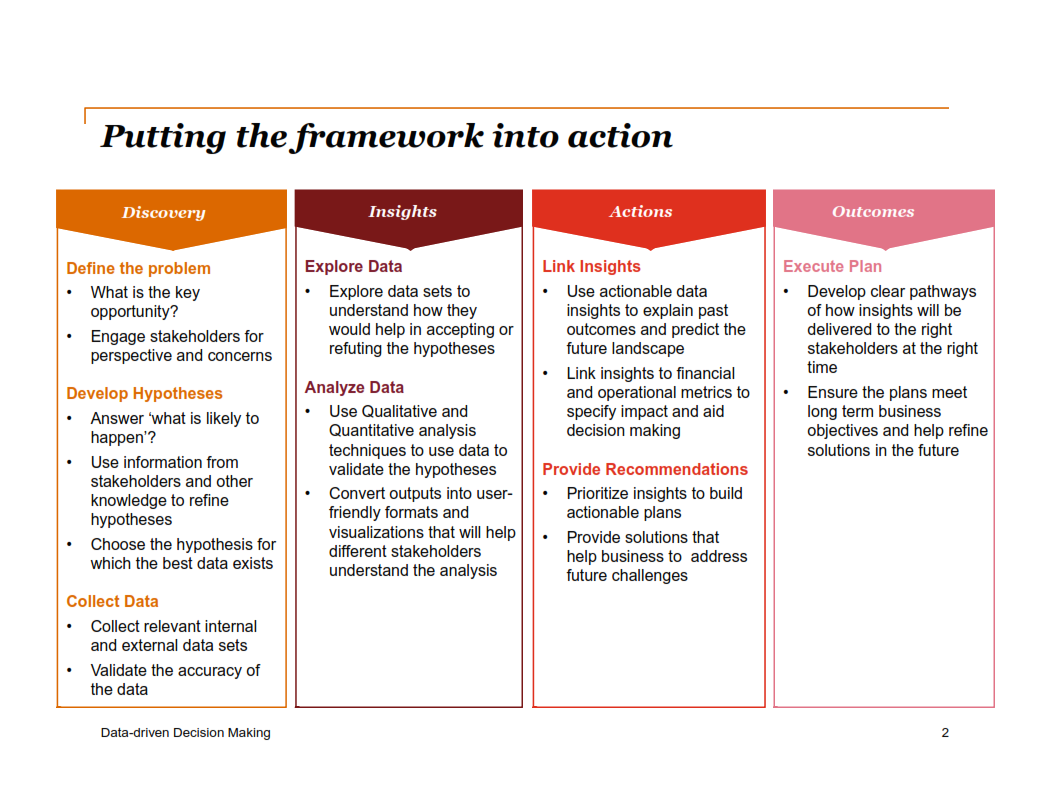 Putting the framework into action
Discovery
Define the problem
• What is the key
opportunity?
• Engage stakeholders for
perspective and concerns
Develop Hypotheses
• Answer ‘what is likely to
happen’?
• Use information from
stakeholders and other
knowledge to refine
hypotheses
• Choose the hypothesis for
which the best data exists
Collect Data
• Collect relevant internal
and external data sets
• Validate the accuracy of
the data
Insights
Explore Data
• Explore data sets to
understand how they
would help in accepting or
refuting the hypotheses
Analyze Data
• Use Qualitative and
Quantitative analysis
techniques to use data to
validate the hypotheses
• Convert outputs into user-
friendly formats and
visualizations that will help
different stakeholders
understand the analysis
Actions
Link Insights
• Use actionable data
insights to explain past
outcomes and predict the
future landscape
• Link insights to financial
and operational metrics to
specify impact and aid
decision making
Provide Recommendations
• Prioritize insights to build
actionable plans
• Provide solutions that
help business to  address
future challenges
Outcomes
Execute Plan
• Develop clear pathways
of how insights will be
delivered to the right
stakeholders at the right
time
• Ensure the plans meet
long term business
objectives and help refine
solutions in the future
Data-driven Decision Making
2